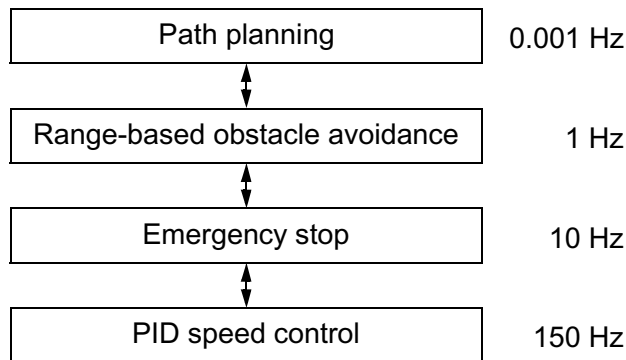 Path planning 0.001 Hz
Range-based obstacle avoidance 1 Hz
Emergency stop 10 Hz
PID speed control 150 Hz